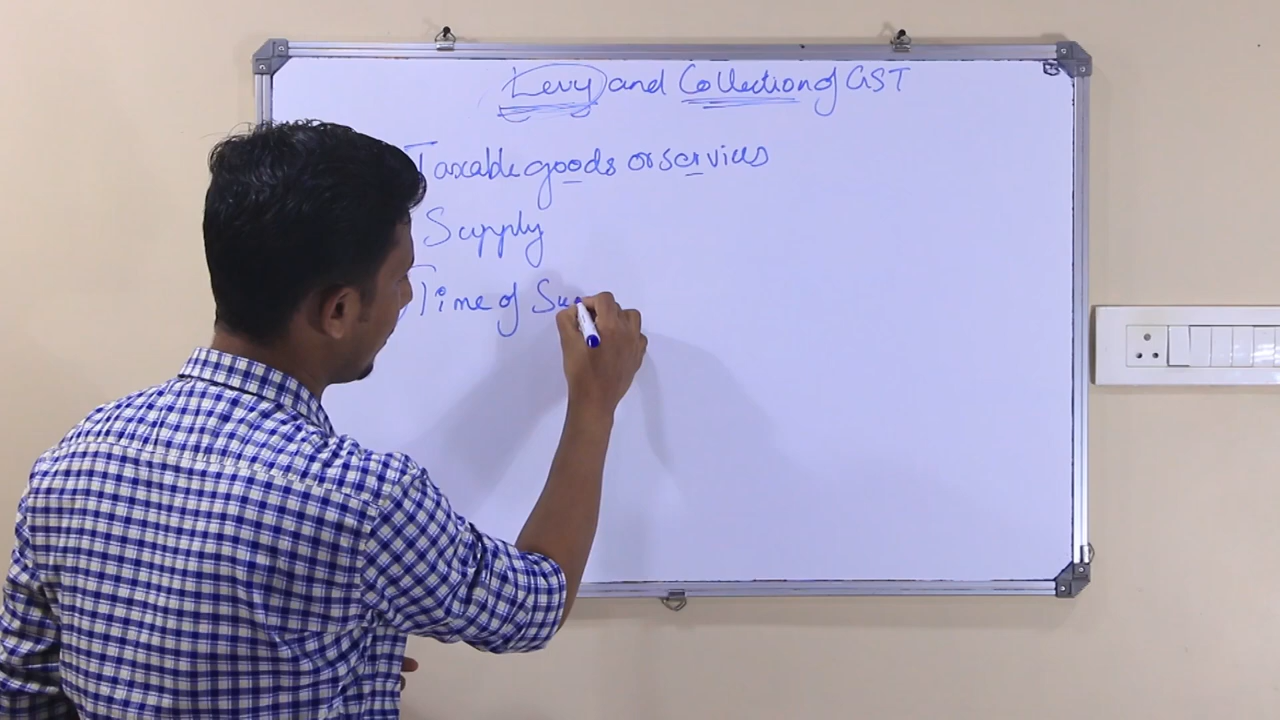 Levy and Collection of GST
Taxable goods or services
Supply
Time of Su